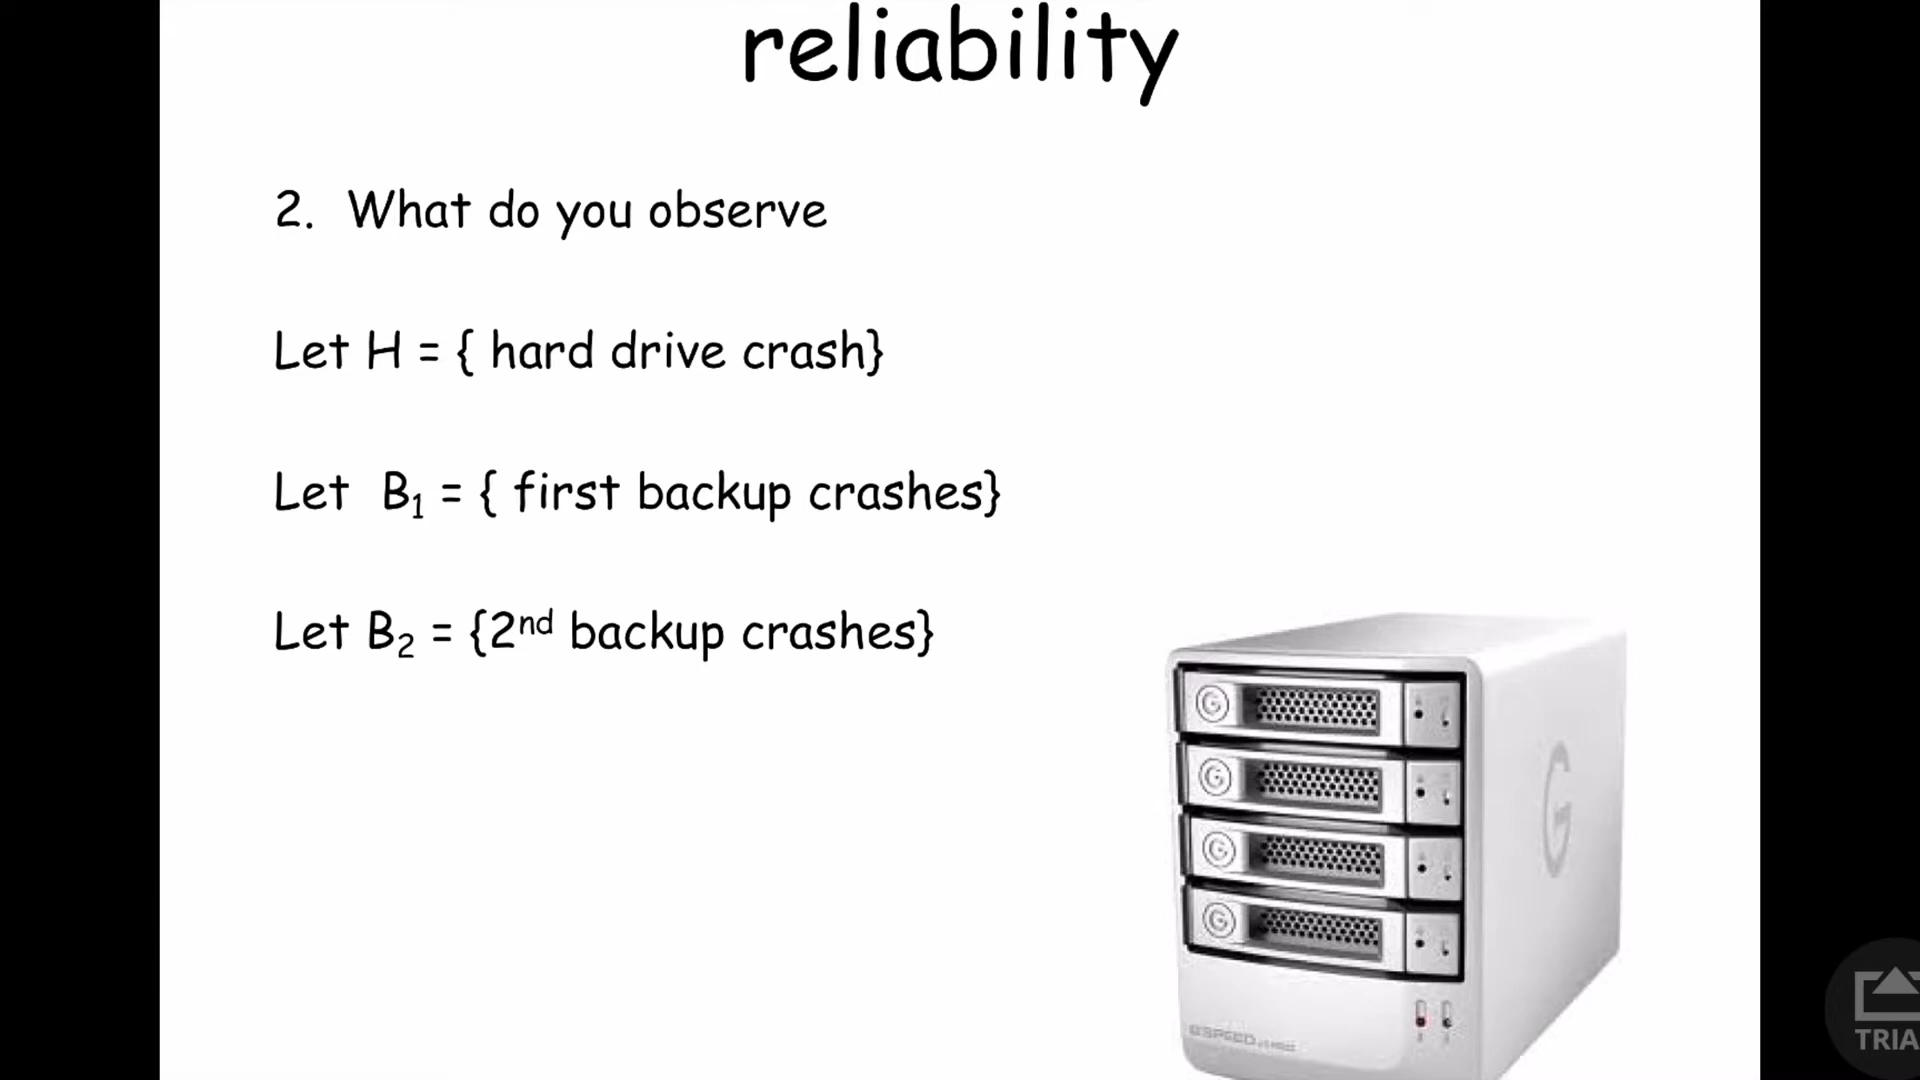 reliability
2. What do you observe
Let H = { hard drive crash}
Let B₁ = { first backup crashes}
Let B₂ = {2ⁿᵈ backup crashes}
TRIA